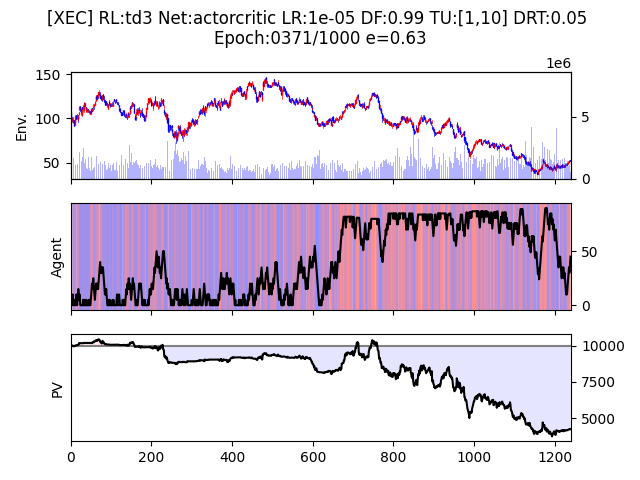 [XEC] RL:td3 Net:actorcritic LR:1e-05 DF:0.99 TU:[1,10] DRT:0.05
Epoch:0371/1000 e=0.63
1e6
150
100
50
Env.
5
0
Agent
50
0
PV
10000
7500
5000
0 200 400 600 800 1000 1200